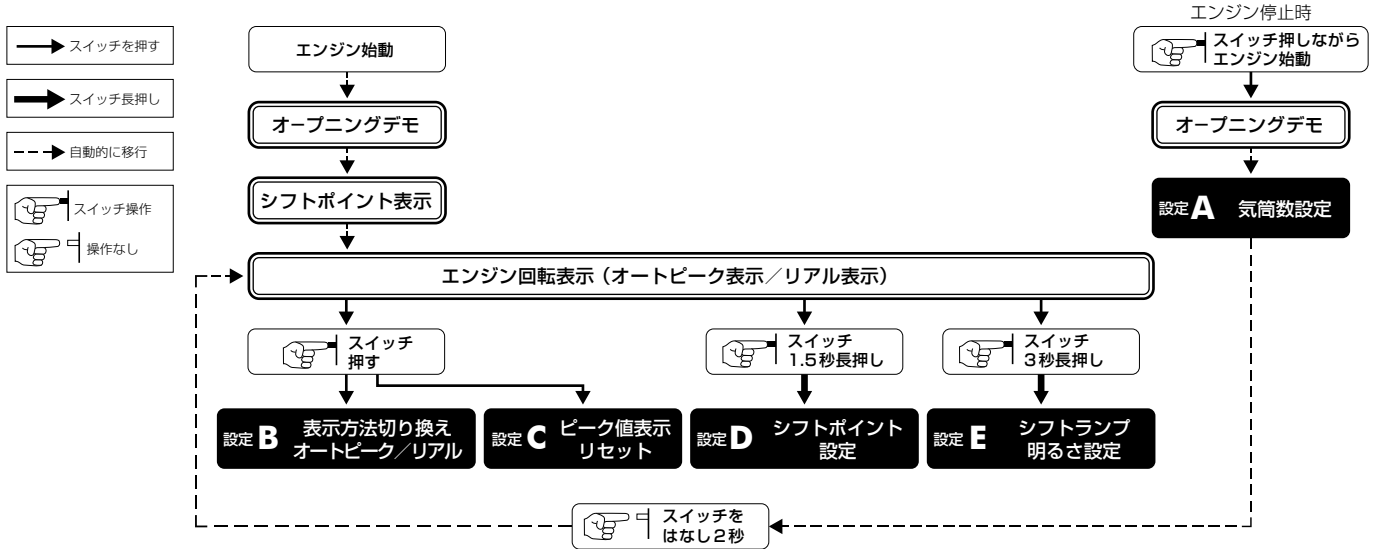 スイッチを押す
スイッチ長押し
自動的に移行
スイッチ操作
操作なし
エンジン始動
オープニングデモ
シフトポイント表示
エンジン停止時
スイッチ押しながら
エンジン始動
オープニングデモ
設定A 気筒数設定
エンジン回転表示（オートピーク表示／リアル表示）
スイッチ
押す
スイッチ
1.5秒長押し
スイッチ
3秒長押し
設定B 表示方法切り換え
オートピーク／リアル
設定C ピーク値表示
リセット
設定D シフトポイント
設定
設定E シフトランプ
明るさ設定
スイッチを
はなし2秒